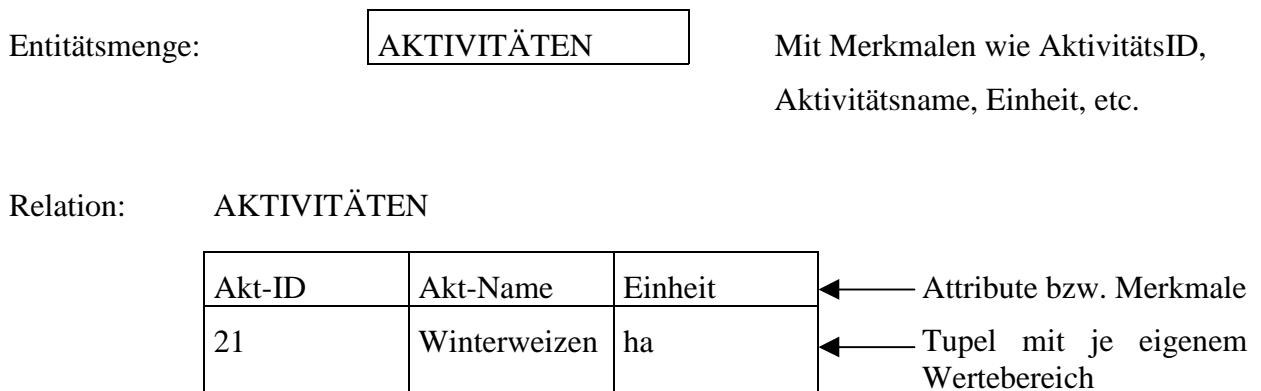 Entitätsmenge: AKTIVITÄTEN Mit Merkmalen wie AktivitätsID,
Aktivitätsname, Einheit, etc.
Relation: AKTIVITÄTEN
Akt-ID Akt-Name Einheit Attribute bzw. Merkmale
21 Winterweizen ha Tupel mit je eigenem
Wertebereich